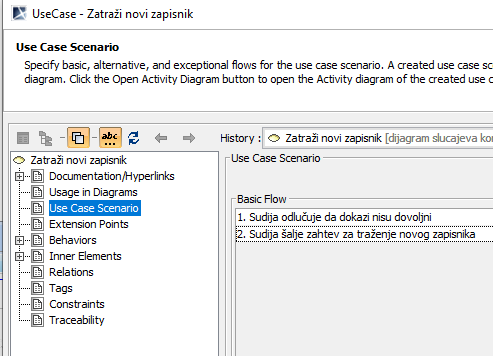 UseCase - Zatraži novi zapisnik
Use Case Scenario
Specify basic, alternative, and exceptional flows for the use case scenario. A created use case sc
diagram. Click the Open Activity Diagram button to open the Activity diagram of the created use c
abc
History : Zatraži novi zapisnik [dijagram slucajeva kor
Zatraži novi zapisnik
Documentation/Hyperlinks
Usage in Diagrams
Use Case Scenario
Extension Points
Behaviors
Inner Elements
Relations
Tags
Constraints
Traceability
Use Case Scenario
Basic Flow
1. Sudija odlučuje da dokazi nisu dovoljni
2. Sudija šalje zahtev za traženje novog zapisnika